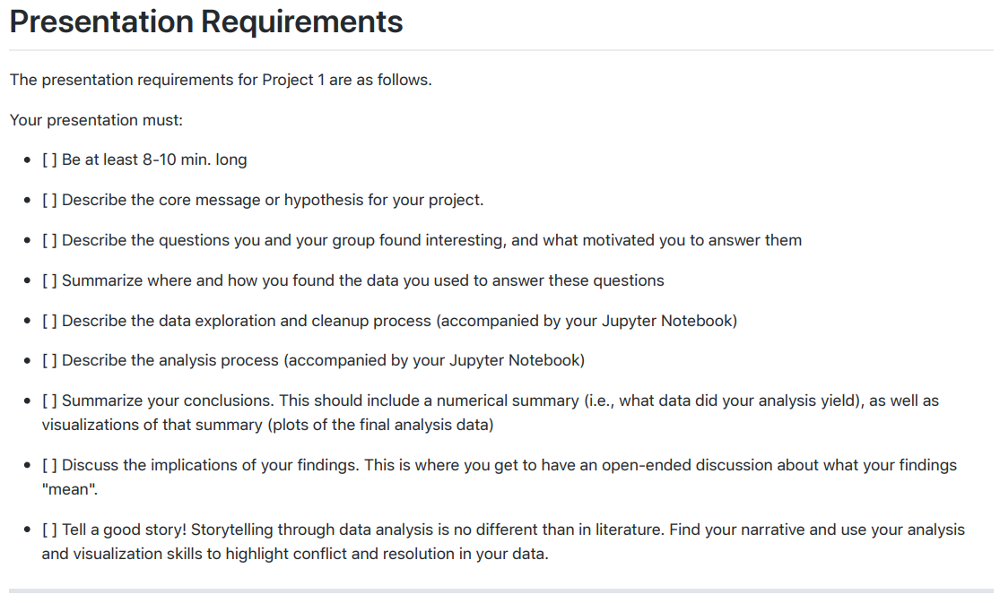 Presentation Requirements
The presentation requirements for Project 1 are as follows.
Your presentation must:
• [ ] Be at least 8-10 min. long
• [ ] Describe the core message or hypothesis for your project.
• [ ] Describe the questions you and your group found interesting, and what motivated you to answer them
• [ ] Summarize where and how you found the data you used to answer these questions
• [ ] Describe the data exploration and cleanup process (accompanied by your Jupyter Notebook)
• [ ] Describe the analysis process (accompanied by your Jupyter Notebook)
• [ ] Summarize your conclusions. This should include a numerical summary (i.e., what data did your analysis yield), as well as
visualizations of that summary (plots of the final analysis data)
• [ ] Discuss the implications of your findings. This is where you get to have an open-ended discussion about what your findings
"mean".
• [ ] Tell a good story! Storytelling through data analysis is no different than in literature. Find your narrative and use your analysis
and visualization skills to highlight conflict and resolution in your data.